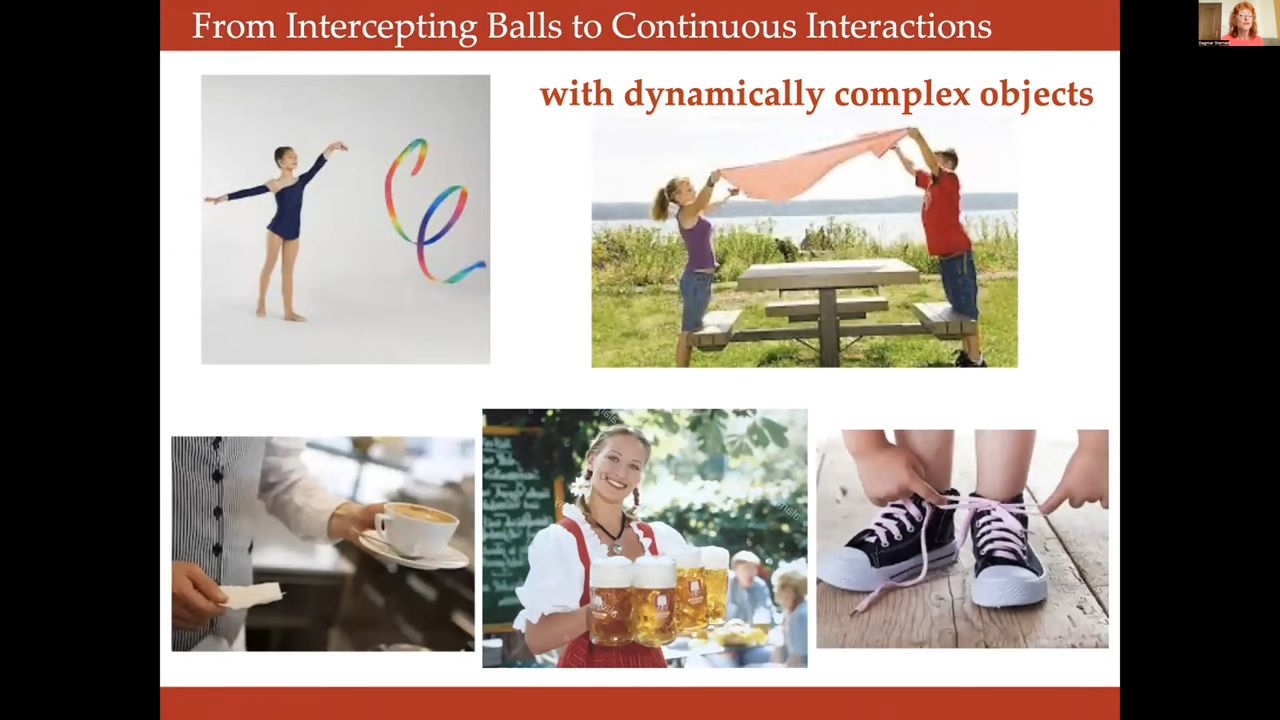 From Intercepting Balls to Continuous Interactions
with dynamically complex objects